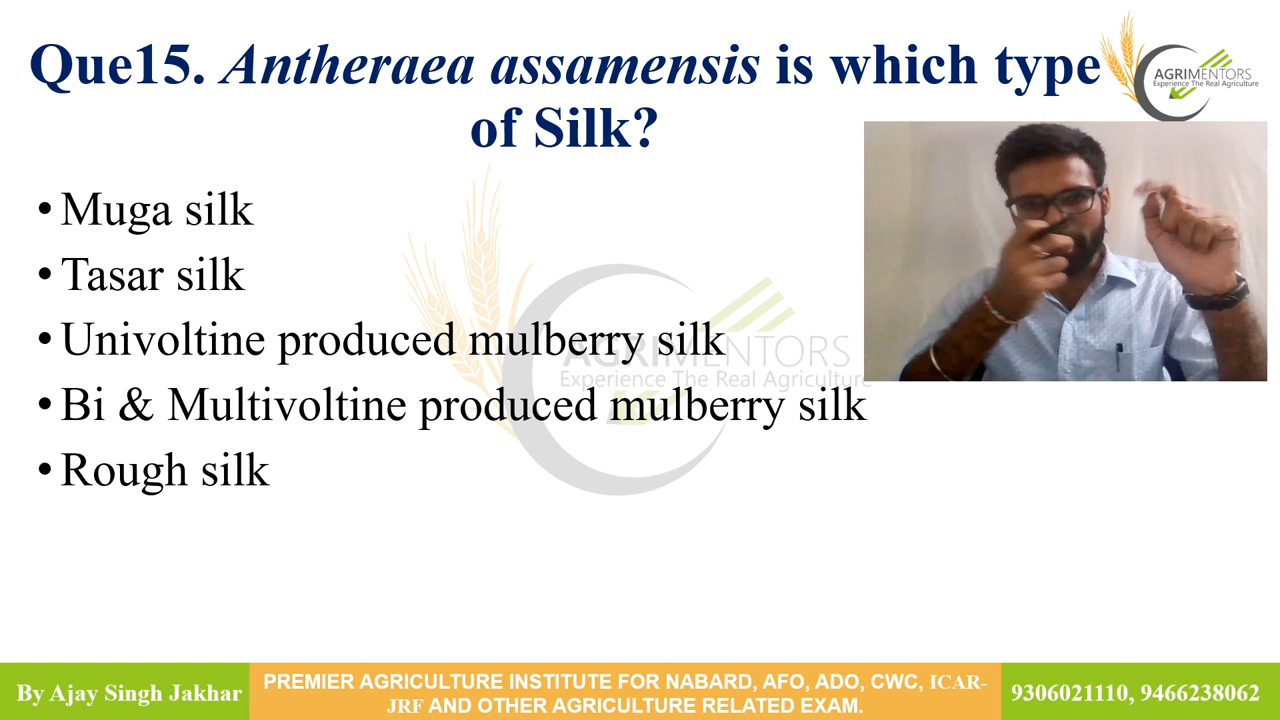 Que15. Antheraea assamensis is which type
of Silk?
AGRIMENTORS
Experience The Real Agriculture
• Muga silk
• Tasar silk
• Univoltine produced mulberry silk
AGRIMENTORS
Experience The Real Agriculture
• Bi & Multivoltine produced mulberry silk
• Rough silk
By Ajay Singh Jakhar
PREMIER AGRICULTURE INSTITUTE FOR NABARD, AFO, ADO, CWC, ICAR-
JRF AND OTHER AGRICULTURE RELATED EXAM.
9306021110, 9466238062